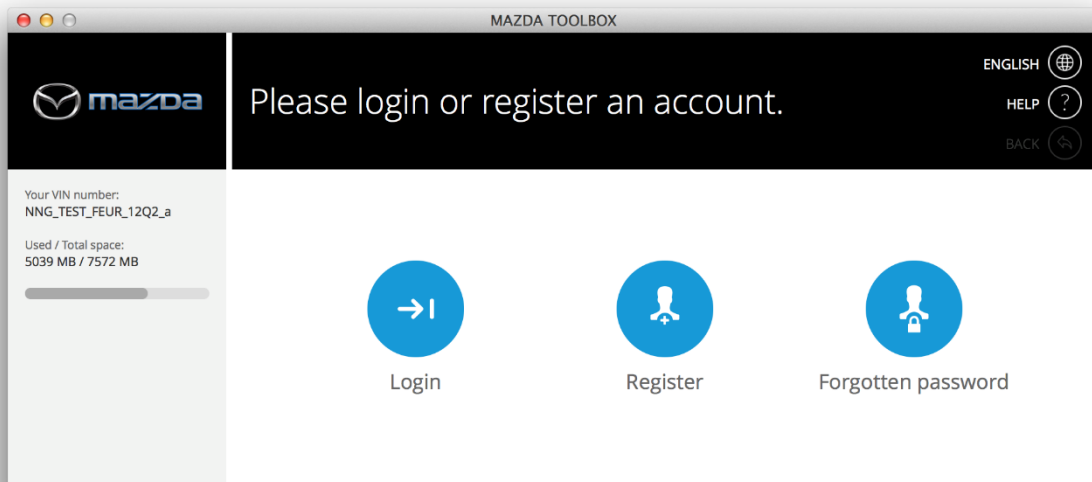 MAZDA TOOLBOX
mazda
Please login or register an account.
ENGLISH
HELP
?
BACK
Your VIN number:
NNG_TEST_FEUR_12Q2_a
Used / Total space:
5039 MB / 7572 MB
Login
Register
Forgotten password